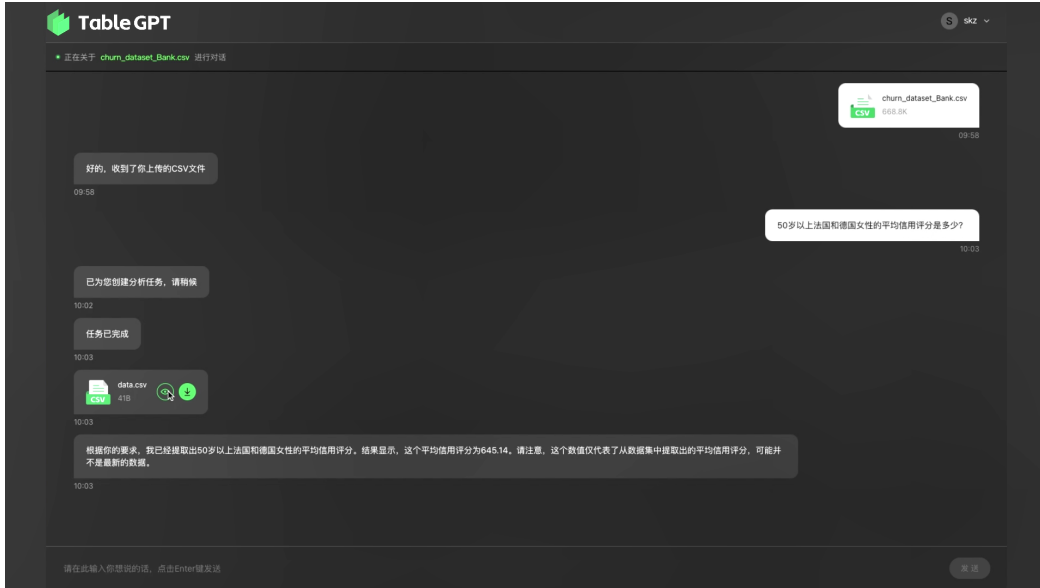 Table GPT
S skz
正在关于 churn_dataset_Bank.csv 进行对话
churn_dataset_Bank.csv
CSV 668.8K
09:58
好的，收到了你上传的CSV文件
09:58
50岁以上法国和德国女性的平均信用评分是多少?
10:03
已为您创建分析任务，请稍候
10:02
任务已完成
10:03
data.csv
CSV 41B
10:03
根据你的要求，我已经提取出50岁以上法国和德国女性的平均信用评分。结果显示，这个平均信用评分为645.14。请注意，这个数值仅代表了从数据集中提取出的平均信用评分，可能并
不是最新的数据。
10:03
请在此输入你想说的话，点击Enter键发送
发送